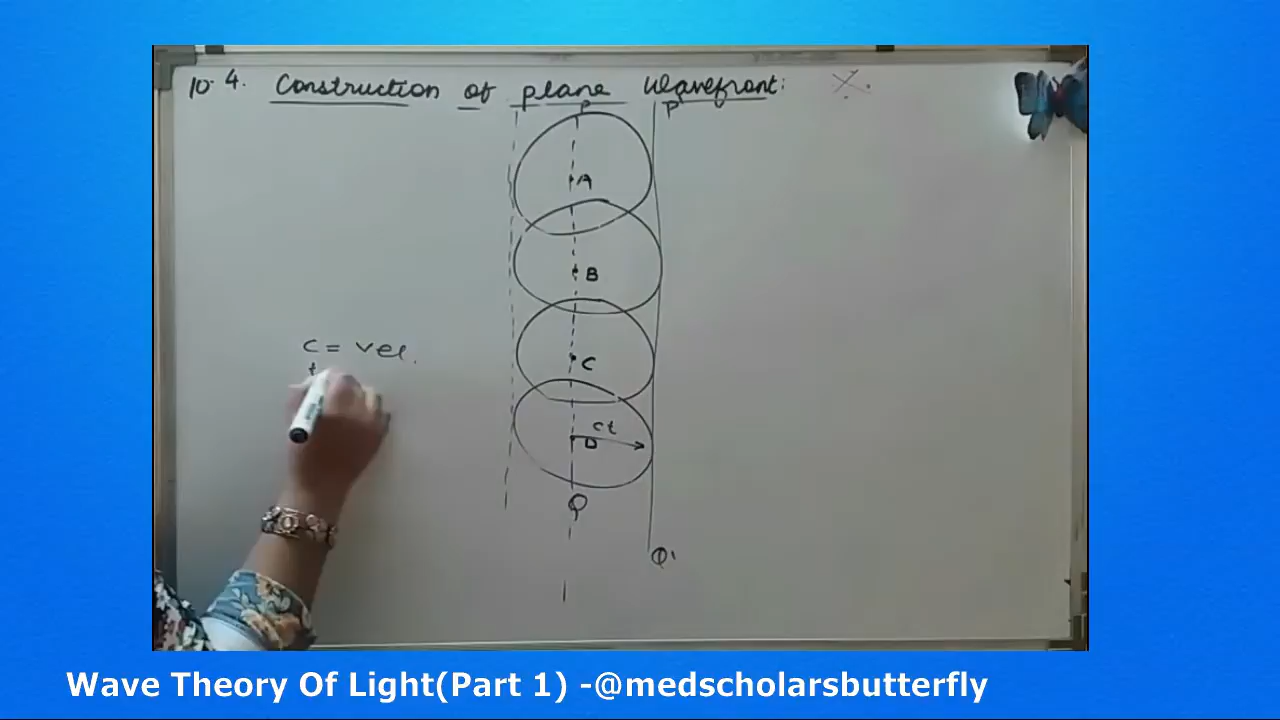 10.4. Construction of plane Wavefront:
P P'
A
B
C
c = vel.
t
ct
D
Q
Q'
Wave Theory Of Light(Part 1) -@medscholarsbutterfly